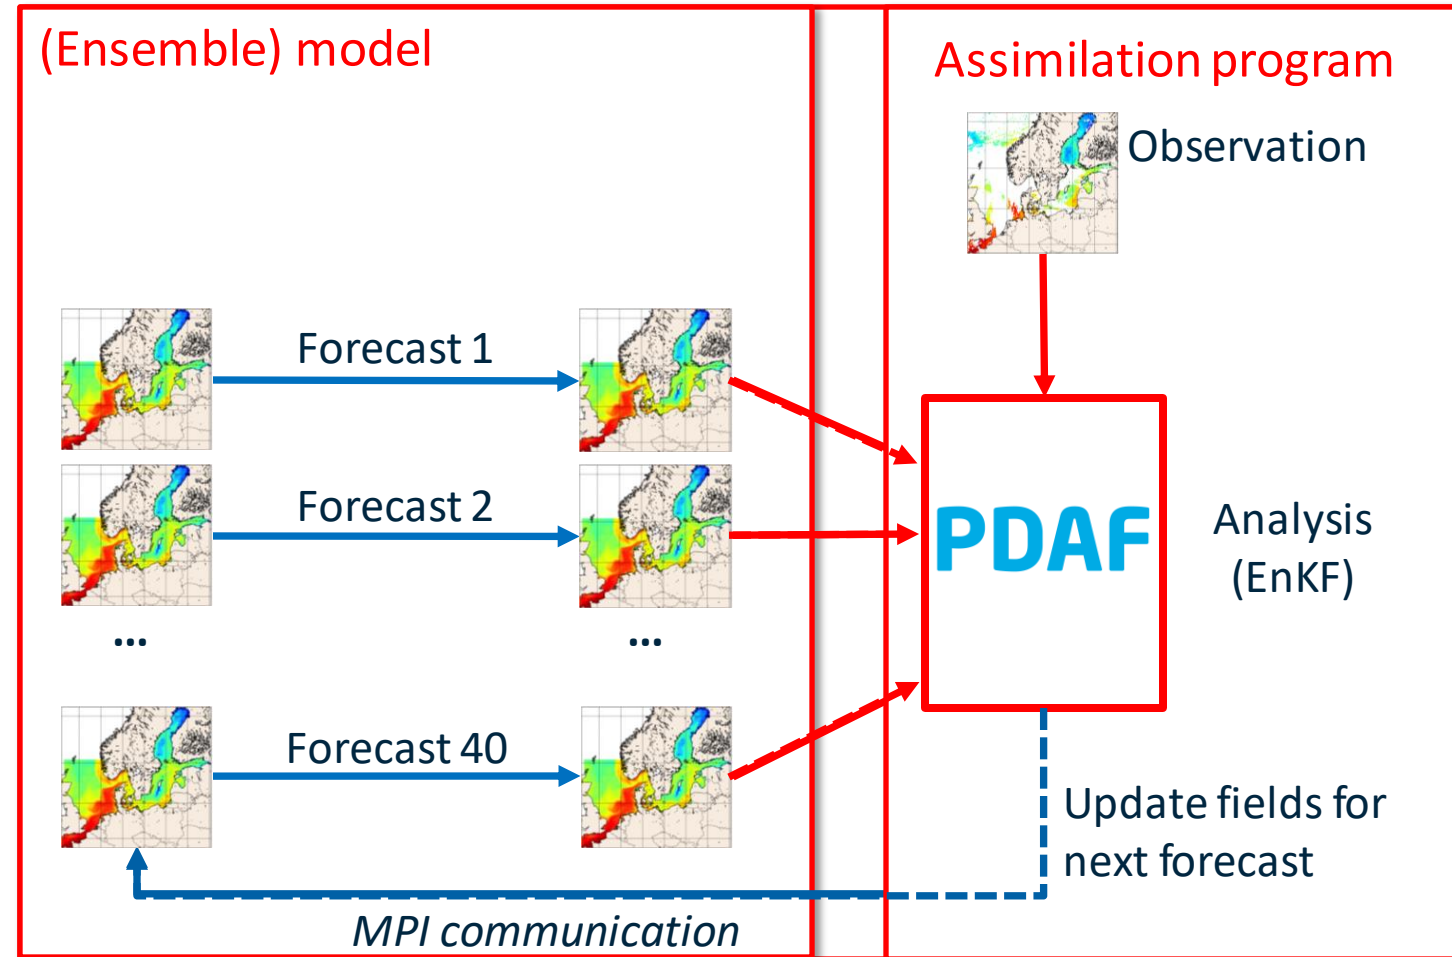 (Ensemble) model
Assimilation program
Observation
Forecast 1
Forecast 2
...
...
Forecast 40
PDAF
Analysis
(EnKF)
Update fields for
next forecast
MPI communication